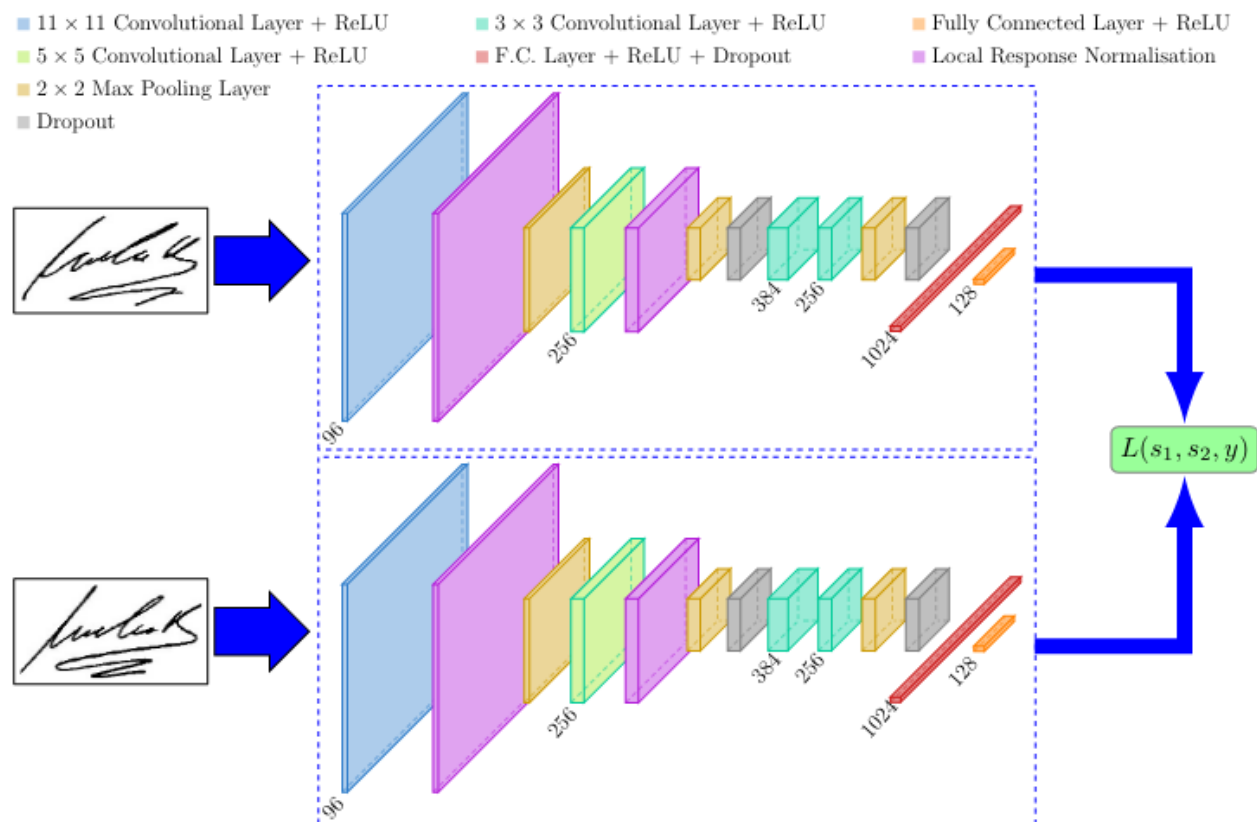 11 × 11 Convolutional Layer + ReLU
3 × 3 Convolutional Layer + ReLU
Fully Connected Layer + ReLU
5 × 5 Convolutional Layer + ReLU
F.C. Layer + ReLU + Dropout
Local Response Normalisation
2 × 2 Max Pooling Layer
Dropout
96
256
384
256
1024
128
L(s₁, s₂, y)
96
256
384
256
1024
128